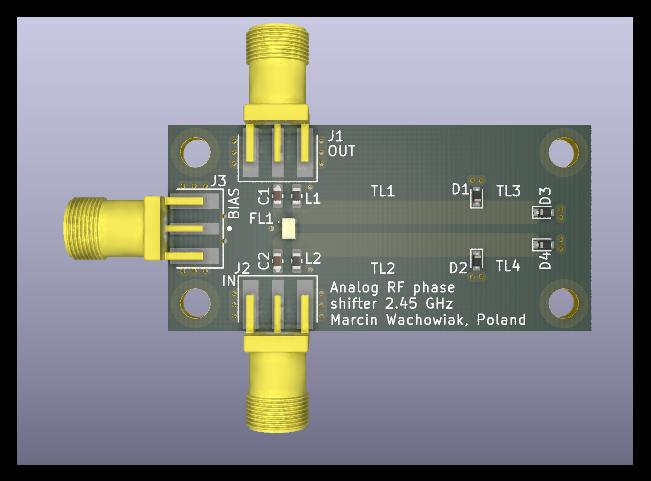 J1
OUT
J3
BIAS
C1
L1
FL1
TL1
D1
TL3
D3
C2
L2
TL2
D2
TL4
D4
J2
IN
Analog RF phase
shifter 2.45 GHz
Marcin Wachowiak, Poland